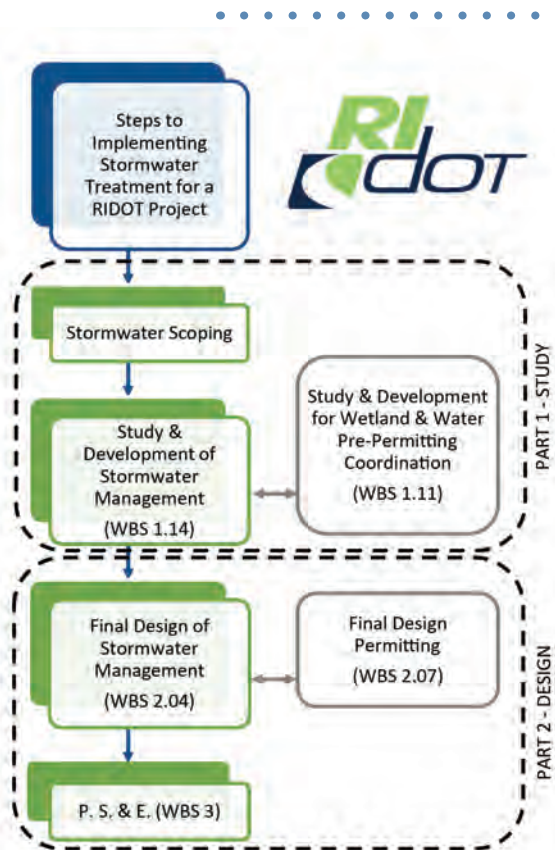 Steps to
Implementing
Stormwater
Treatment for a
RIDOT Project
RI
DOT
Stormwater Scoping
Study &
Development of
Stormwater
Management
(WBS 1.14)
Study & Development
for Wetland & Water
Pre-Permitting
Coordination
(WBS 1.11)
PART 1 - STUDY
Final Design of
Stormwater
Management
(WBS 2.04)
Final Design
Permitting
(WBS 2.07)
P. S. & E. (WBS 3)
PART 2 - DESIGN